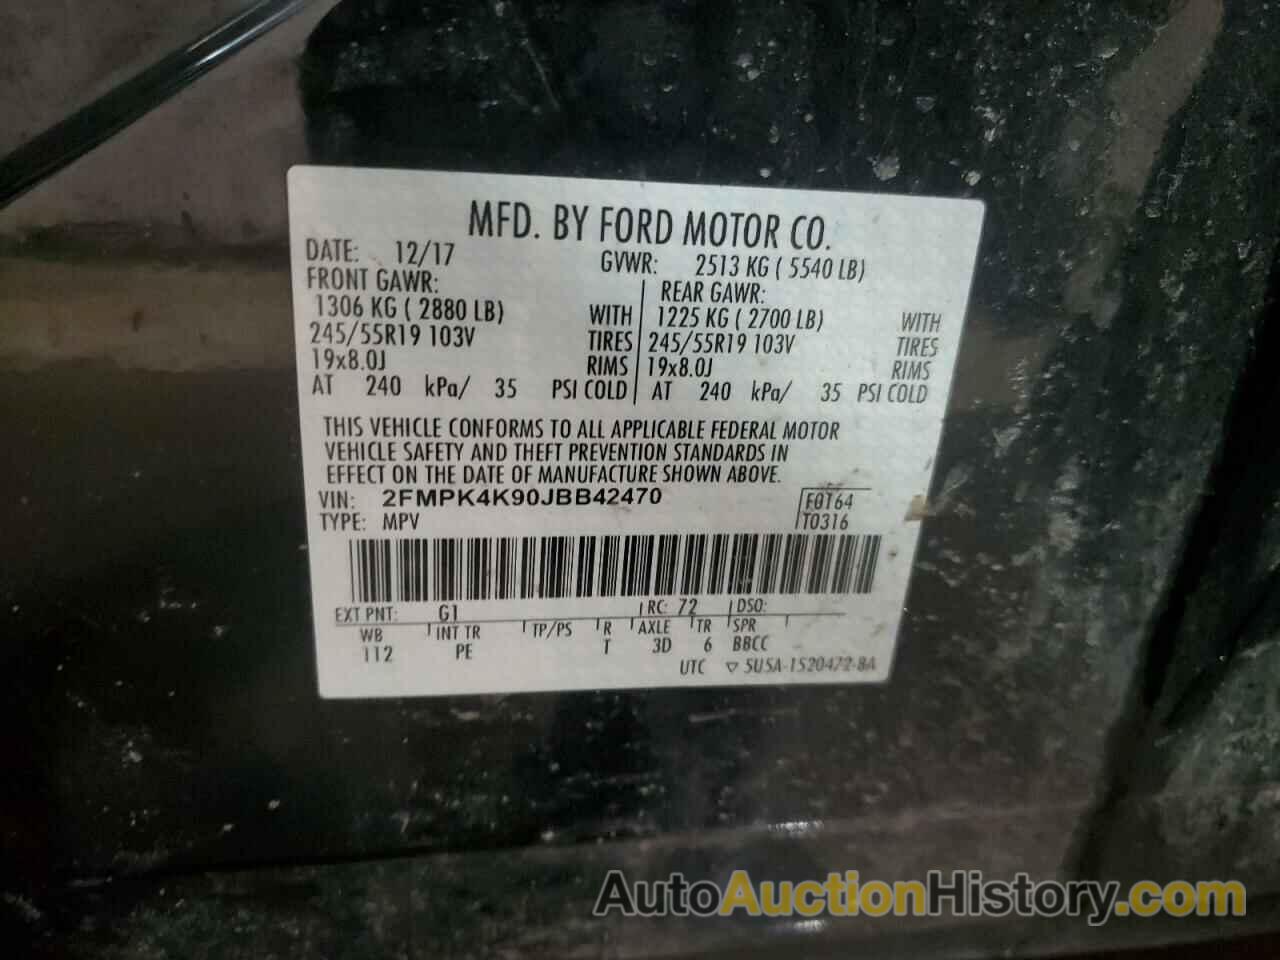 MFD. BY FORD MOTOR CO.
DATE: 12/17 GVWR: 2513 KG ( 5540 LB)
FRONT GAWR: REAR GAWR:
1306 KG ( 2880 LB) WITH 1225 KG ( 2700 LB) WITH
245/55R19 103V TIRES 245/55R19 103V TIRES
19x8.0J RIMS 19x8.0J RIMS
AT 240 kPa/ 35 PSI COLD AT 240 kPa/ 35 PSI COLD
THIS VEHICLE CONFORMS TO ALL APPLICABLE FEDERAL MOTOR
VEHICLE SAFETY AND THEFT PREVENTION STANDARDS IN
EFFECT ON THE DATE OF MANUFACTURE SHOWN ABOVE.
VIN: 2FMPK4K90JBB42470 F0T64
TYPE: MPV T0316
EXT PNT: G1 RC: 72 DSO:
WB INT TR TP/PS R AXLE TR SPR
112 PE T 3D 6 BBCC
UTC ▽ 5U5A-1520472-BA
AutoAuctionHistory.com